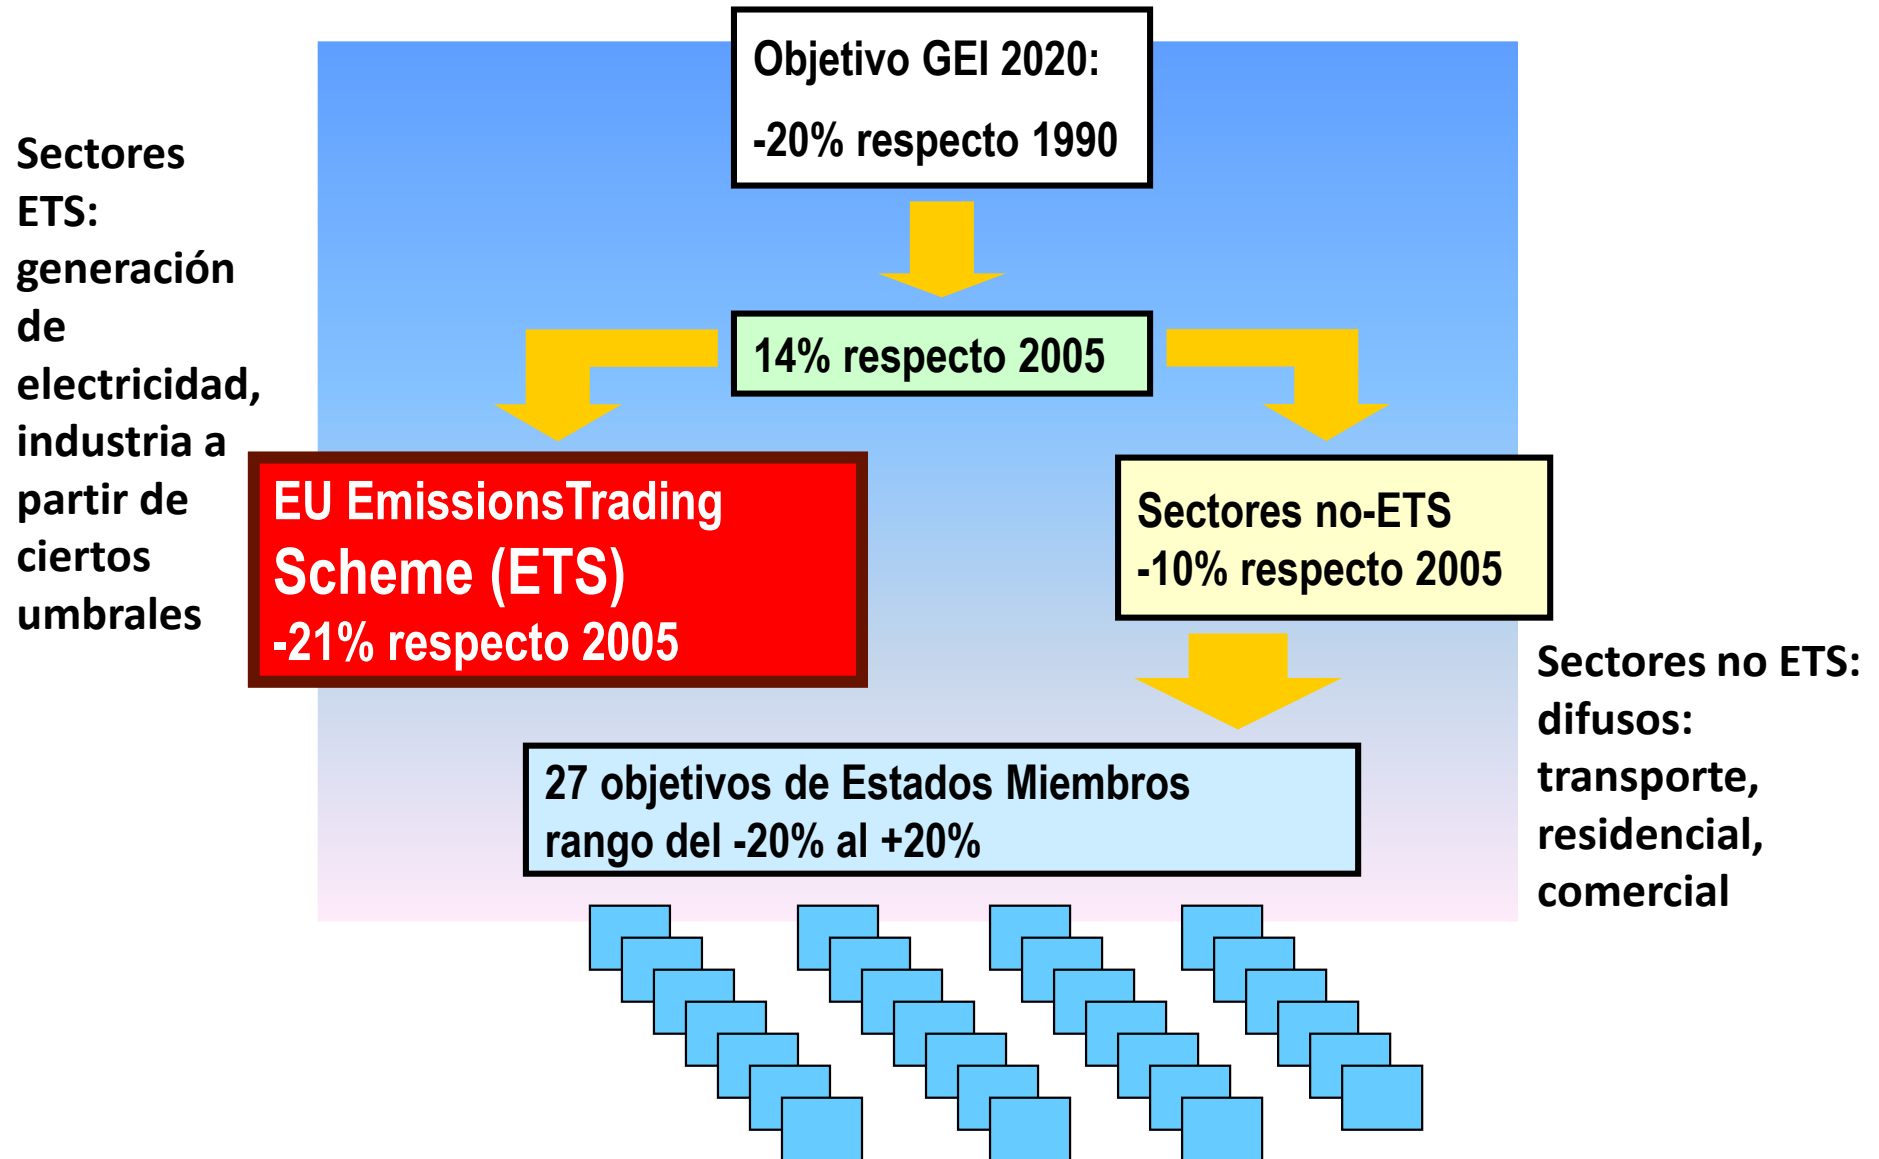 Objetivo GEI 2020:
-20% respecto 1990
Sectores
ETS:
generación
de
electricidad,
industria a
partir de
ciertos
umbrales
14% respecto 2005
EU EmissionsTrading
Scheme (ETS)
-21% respecto 2005
Sectores no-ETS
-10% respecto 2005
Sectores no ETS:
difusos:
transporte,
residencial,
comercial
27 objetivos de Estados Miembros
rango del -20% al +20%